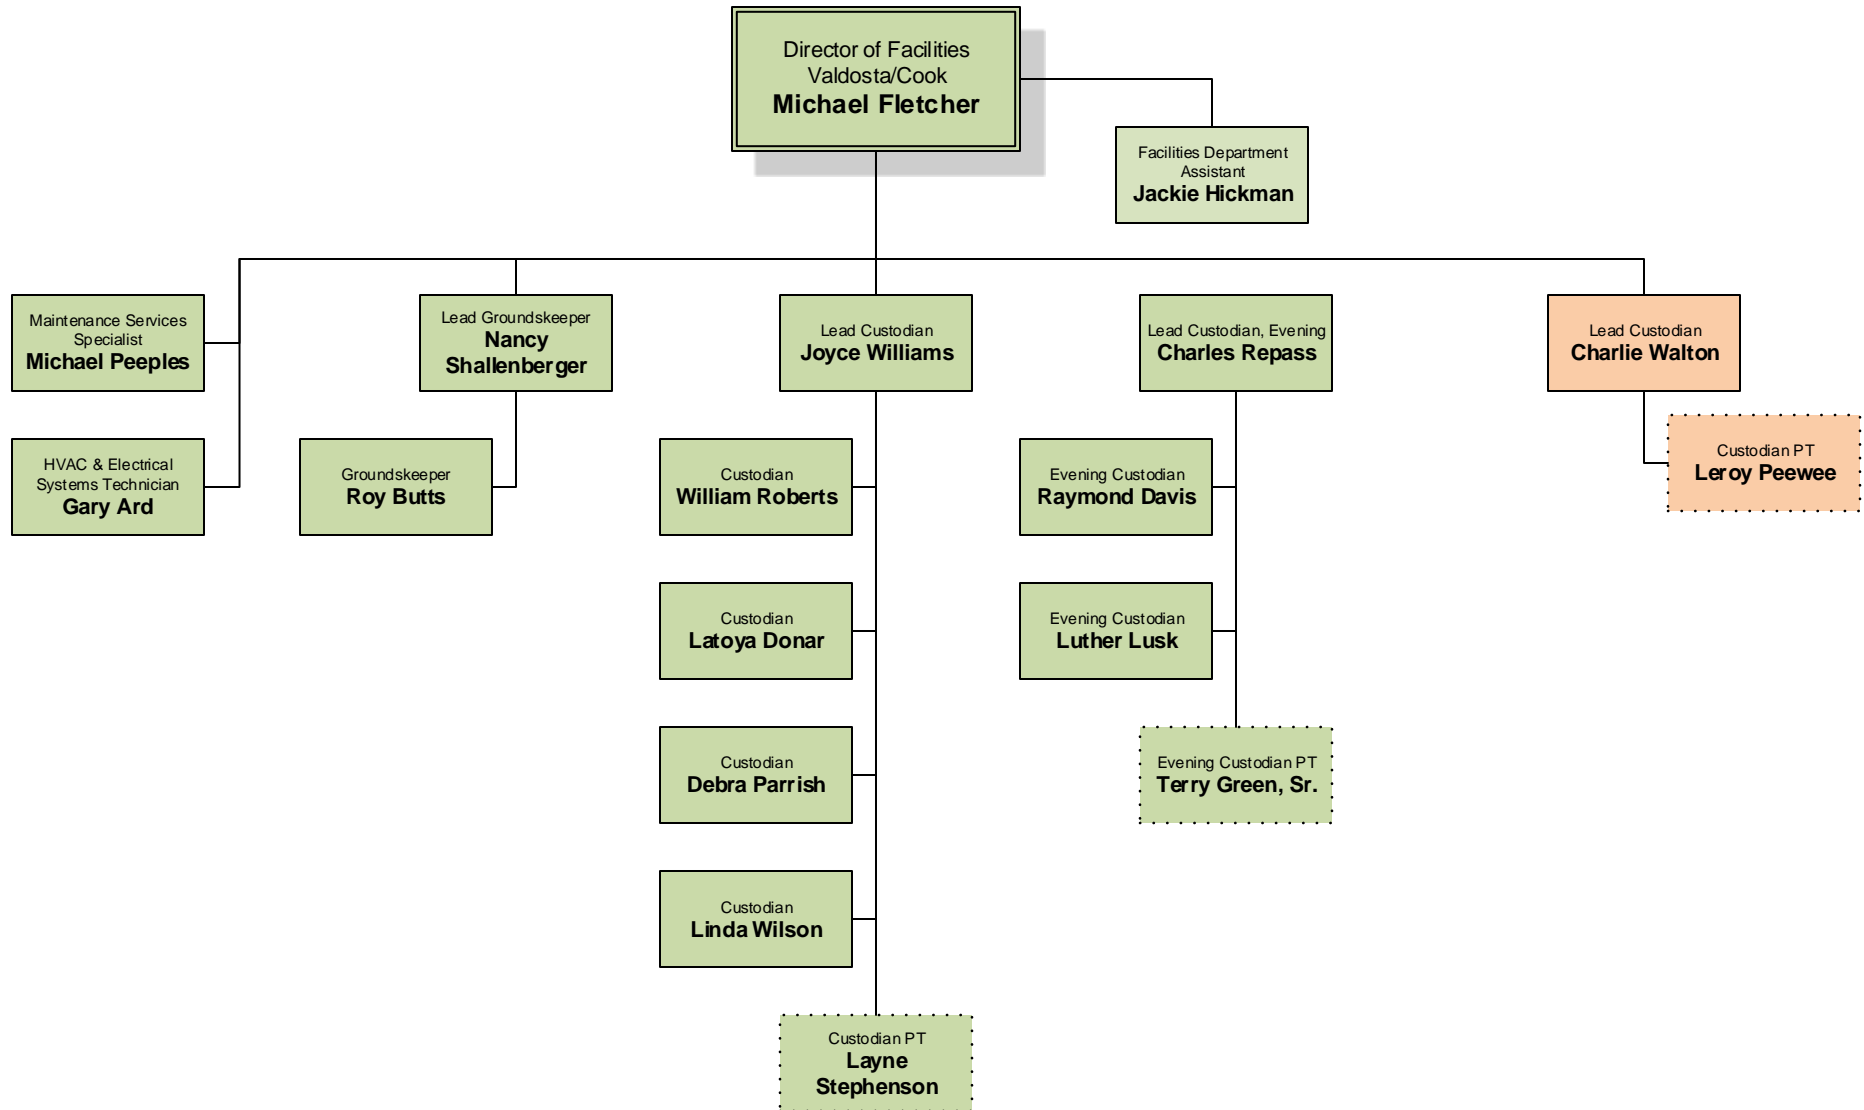 Director of Facilities
Valdosta/Cook
Michael Fletcher
Facilities Department
Assistant
Jackie Hickman
Maintenance Services
Specialist
Michael Peeples
Lead Groundskeeper
Nancy
Shallenberger
Lead Custodian
Joyce Williams
Lead Custodian, Evening
Charles Repass
Lead Custodian
Charlie Walton
HVAC & Electrical
Systems Technician
Gary Ard
Groundskeeper
Roy Butts
Custodian
William Roberts
Evening Custodian
Raymond Davis
Custodian PT
Leroy Peewee
Custodian
Latoya Donar
Evening Custodian
Luther Lusk
Custodian
Debra Parrish
Evening Custodian PT
Terry Green, Sr.
Custodian
Linda Wilson
Custodian PT
Layne
Stephenson